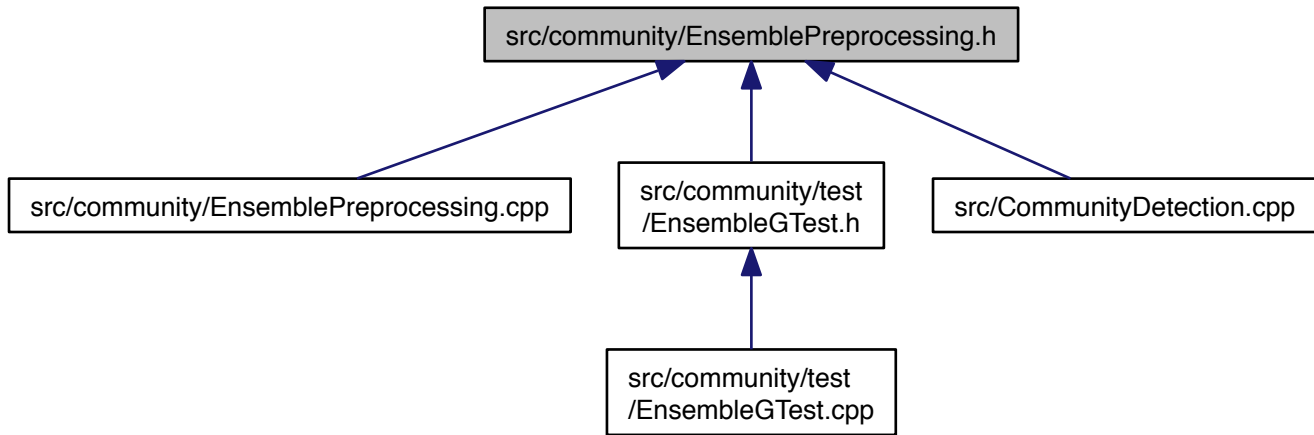 src/community/EnsemblePreprocessing.h
src/community/EnsemblePreprocessing.cpp
src/community/test
/EnsembleGTest.h
src/CommunityDetection.cpp
src/community/test
/EnsembleGTest.cpp